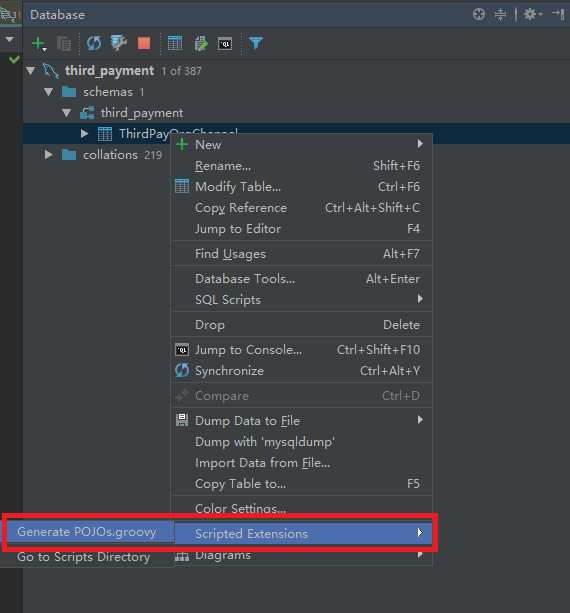 Database
third_payment 1 of 387
schemas 1
third_payment
ThirdPayOrgChannel
collations 219
New
Rename... Shift+F6
Modify Table... Ctrl+F6
Copy Reference Ctrl+Alt+Shift+C
Jump to Editor F4
Find Usages Alt+F7
Database Tools... Alt+Enter
SQL Scripts
Drop Delete
Jump to Console... Ctrl+Shift+F10
Synchronize Ctrl+Alt+Y
Compare Ctrl+D
Dump Data to File
Dump with 'mysqldump'
Import Data from File...
Copy Table to... F5
Color Settings...
Generate POJOs.groovy Scripted Extensions
Go to Scripts Directory Diagrams